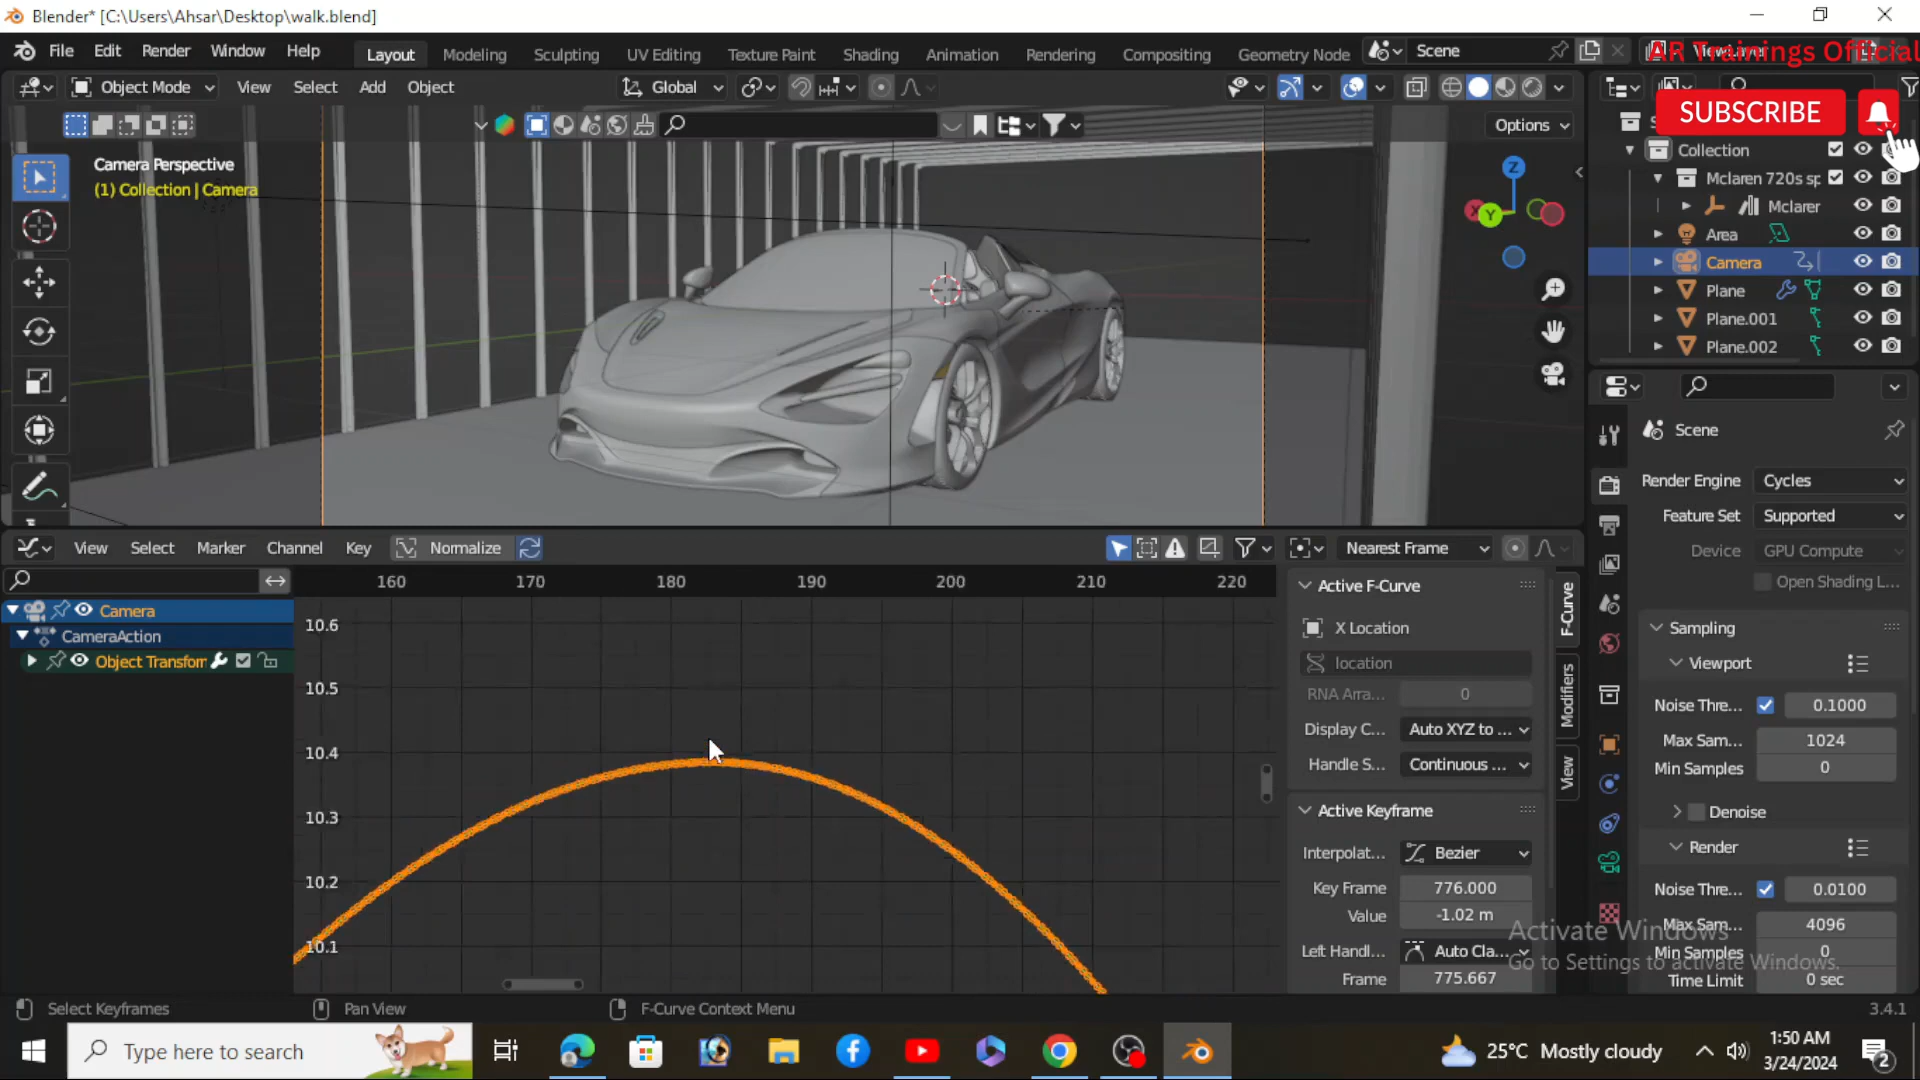 Blender* [C:\Users\Ahsar\Desktop\walk.blend]
File Edit Render Window Help Layout Modeling Sculpting UV Editing Texture Paint Shading Animation Rendering Compositing Geometry Node Scene
AR Trainings Official
Object Mode View Select Add Object Global
SUBSCRIBE
Options
Camera Perspective
(1) Collection | Camera
Z
X
Y
Collection
Mclaren 720s sp
Mclarer
Area
Camera
Plane
Plane.001
Plane.002
Scene
Render Engine Cycles
Feature Set Supported
Device GPU Compute
Open Shading L...
Sampling
Viewport
Noise Thre... 0.1000
Max Sam... 1024
Min Samples 0
Denoise
Render
Noise Thre... 0.0100
Max Sam... 4096
Min Samples 0
Time Limit 0 sec
View Select Marker Channel Key Normalize Nearest Frame
160 170 180 190 200 210 220
Camera
CameraAction
Object Transforr
10.6
10.5
10.4
10.3
10.2
10.1
Active F-Curve
X Location
location
RNA Arra... 0
Display C... Auto XYZ to ...
Handle S... Continuous ...
Active Keyframe
Interpolat... Bezier
Key Frame 776.000
Value -1.02 m
Left Handl... Auto Cla...
Frame 775.667
F-Curve
Modifiers
View
Activate Windows
Go to Settings to activate Windows.
Select Keyframes Pan View F-Curve Context Menu 3.4.1
Type here to search
25°C Mostly cloudy
1:50 AM
3/24/2024
2